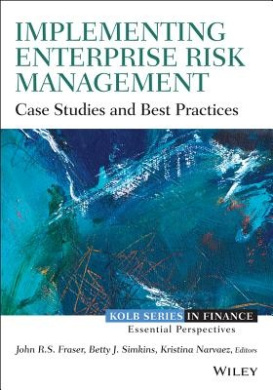 IMPLEMENTING
ENTERPRISE RISK
MANAGEMENT
Case Studies and Best Practices
KOLB SERIES IN FINANCE
Essential Perspectives
John R.S. Fraser, Betty J. Simkins, Kristina Narvaez, Editors
WILEY